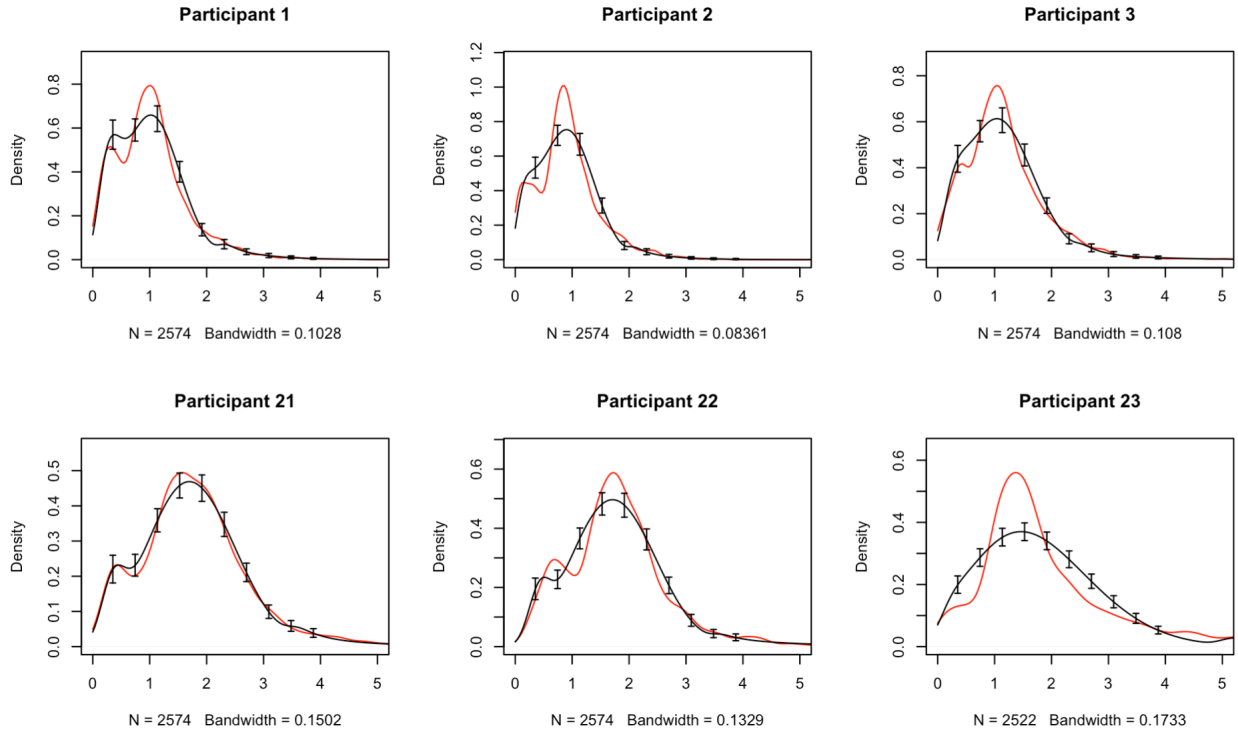 Participant 1
Participant 2
Participant 3
Density
0.0 0.2 0.4 0.6 0.8
0 1 2 3 4 5
N = 2574 Bandwidth = 0.1028
Density
0.0 0.2 0.4 0.6 0.8 1.0 1.2
0 1 2 3 4 5
N = 2574 Bandwidth = 0.08361
Density
0.0 0.2 0.4 0.6 0.8
0 1 2 3 4 5
N = 2574 Bandwidth = 0.108
Participant 21
Participant 22
Participant 23
Density
0.0 0.1 0.2 0.3 0.4 0.5
0 1 2 3 4 5
N = 2574 Bandwidth = 0.1502
Density
0.0 0.2 0.4 0.6
0 1 2 3 4 5
N = 2574 Bandwidth = 0.1329
Density
0.0 0.2 0.4 0.6
0 1 2 3 4 5
N = 2522 Bandwidth = 0.1733